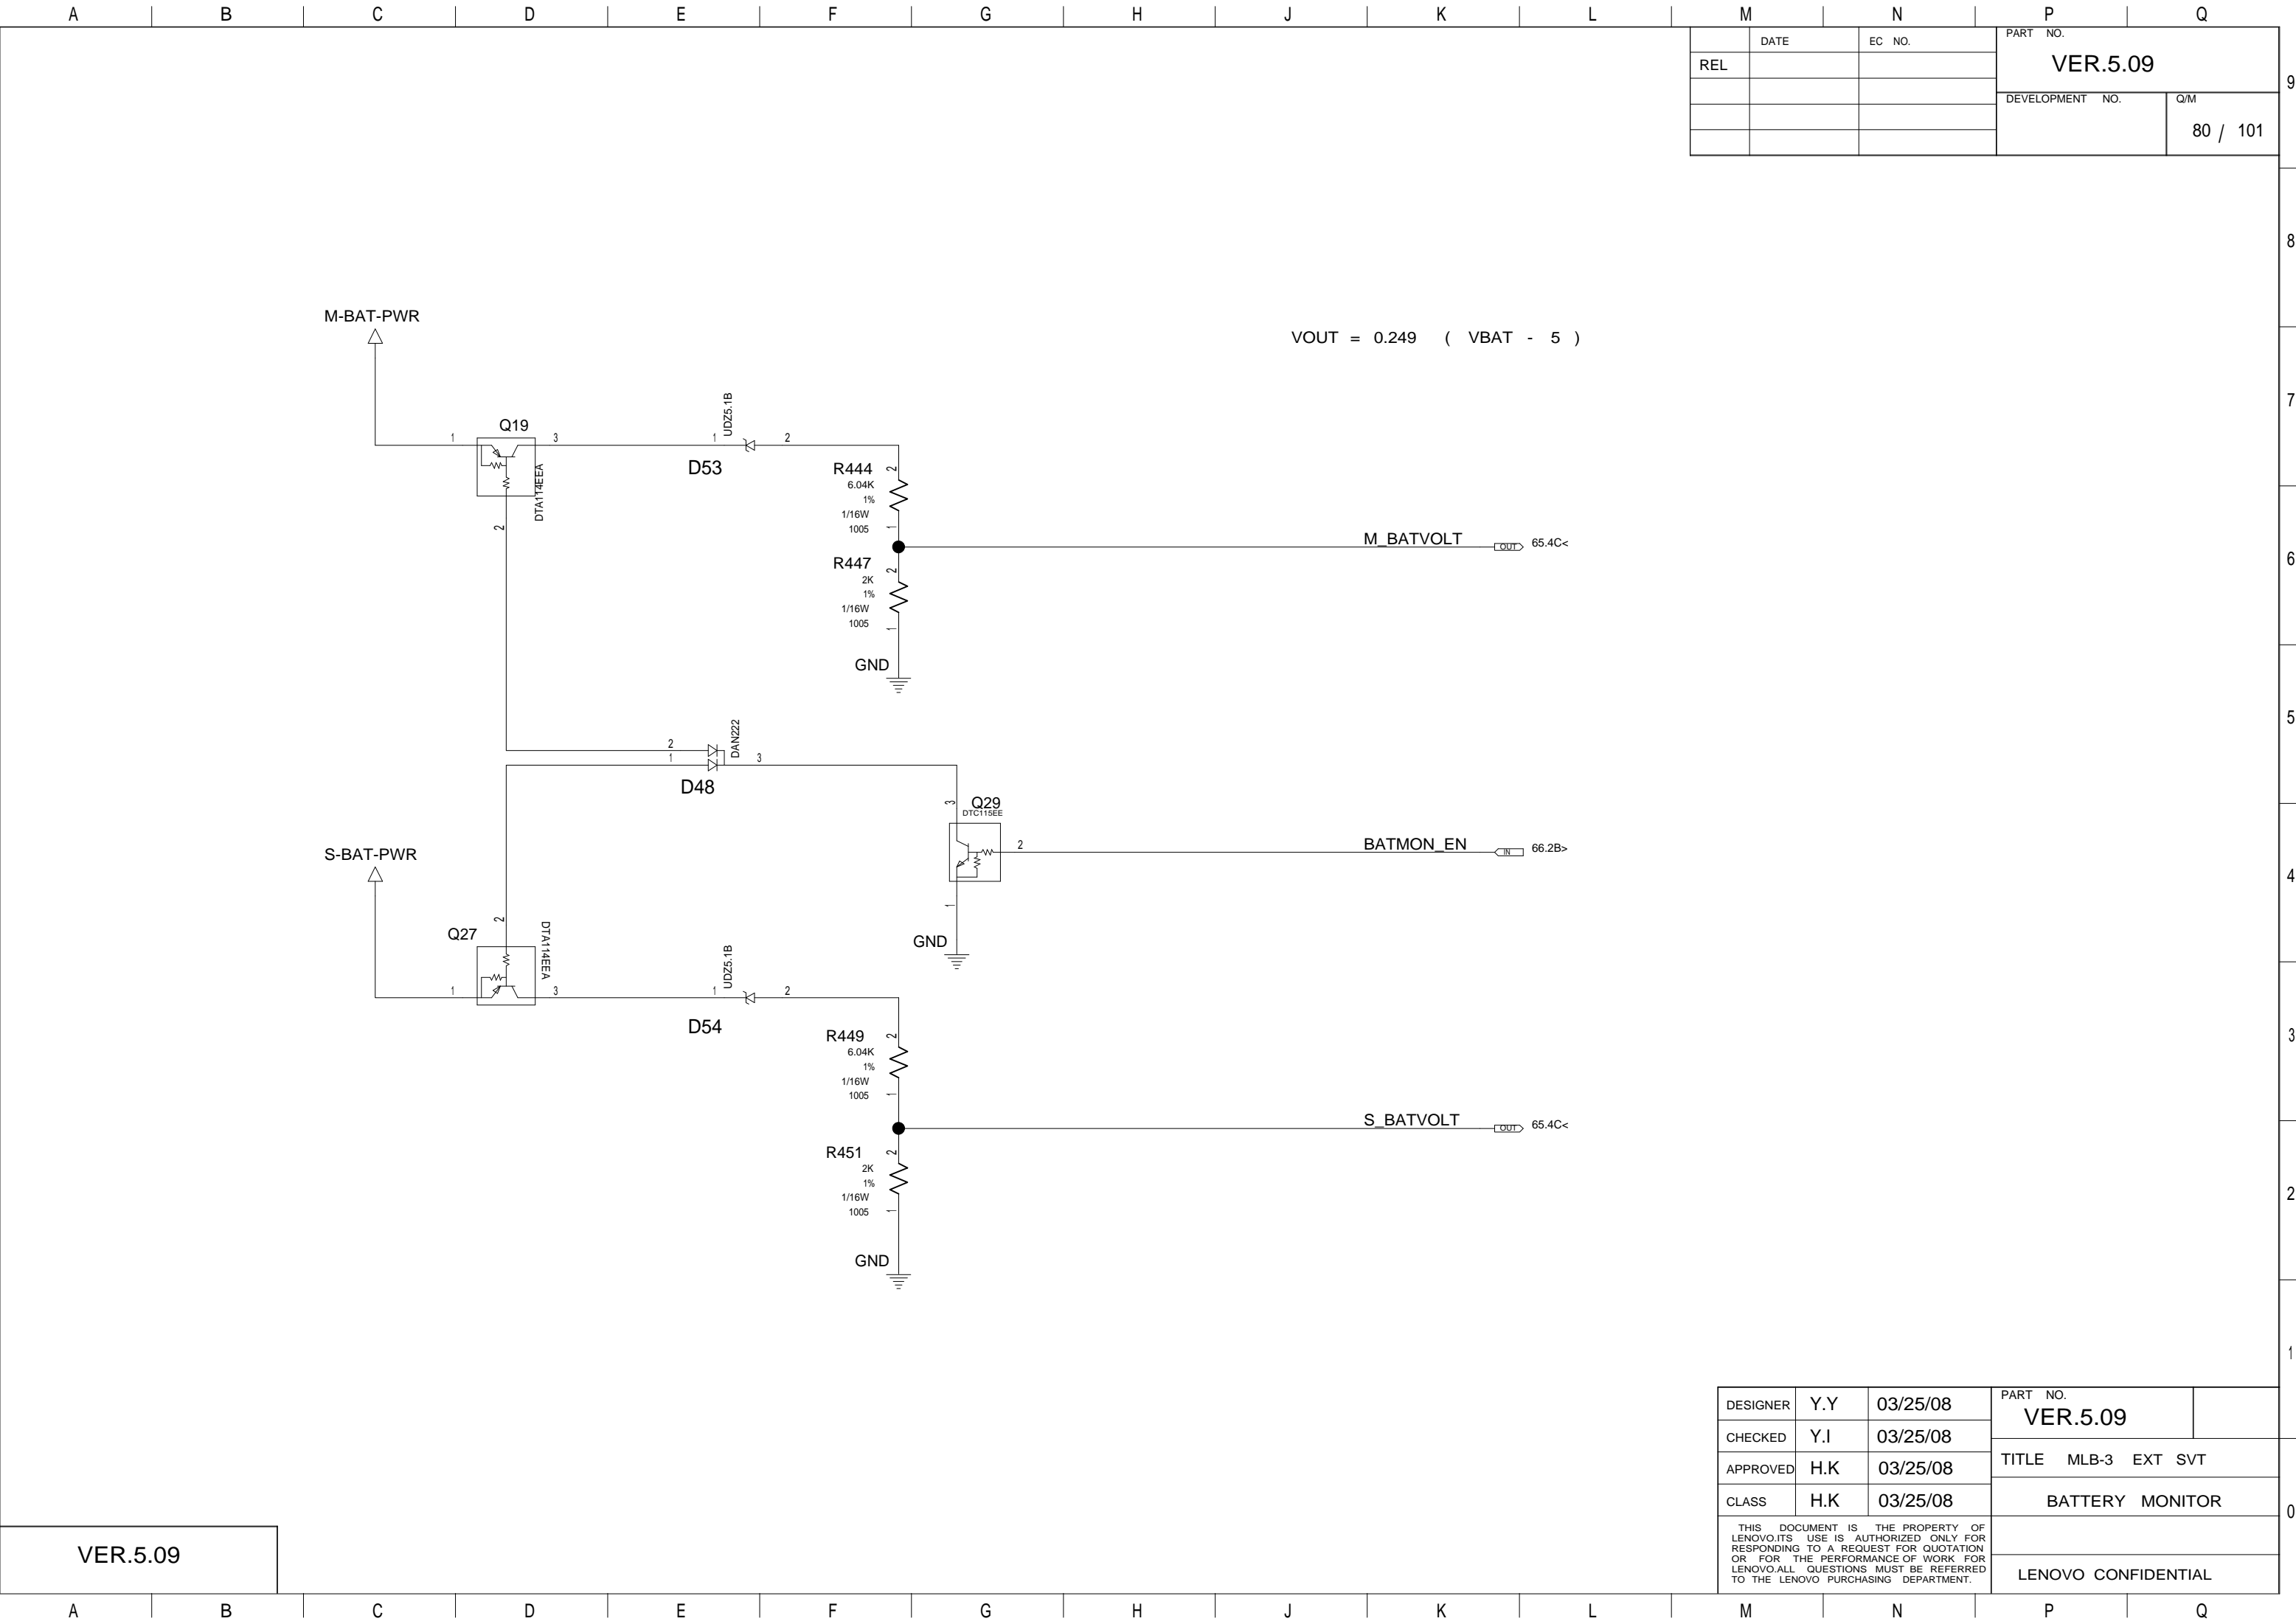 A B C D E F G H J K L M N P Q
DATE EC NO. PART NO.
REL VER.5.09
DEVELOPMENT NO. Q/M
80 / 101
9
8
7
6
5
4
3
2
1
0
M-BAT-PWR
VOUT = 0.249 ( VBAT - 5 )
Q19
1
3
2
DTA114EEA
UDZ5.1B
1
2
D53
R444
6.04K
1%
1/16W
1005
2
1
M_BATVOLT OUT 65.4C<
R447
2K
1%
1/16W
1005
2
1
GND
2
1
3
DAN222
D48
3
Q29
DTC115EE
2
1
BATMON_EN IN 66.2B>
GND
S-BAT-PWR
Q27
2
DTA114EEA
1
3
UDZ5.1B
1
2
D54
R449
6.04K
1%
1/16W
1005
2
1
S_BATVOLT OUT 65.4C<
R451
2K
1%
1/16W
1005
2
1
GND
DESIGNER Y.Y 03/25/08
CHECKED Y.I 03/25/08
APPROVED H.K 03/25/08
CLASS H.K 03/25/08
PART NO.
VER.5.09
TITLE MLB-3 EXT SVT
BATTERY MONITOR
THIS DOCUMENT IS THE PROPERTY OF
LENOVO.ITS USE IS AUTHORIZED ONLY FOR
RESPONDING TO A REQUEST FOR QUOTATION
OR FOR THE PERFORMANCE OF WORK FOR
LENOVO.ALL QUESTIONS MUST BE REFERRED
TO THE LENOVO PURCHASING DEPARTMENT.
LENOVO CONFIDENTIAL
VER.5.09
A B C D E F G H J K L M N P Q